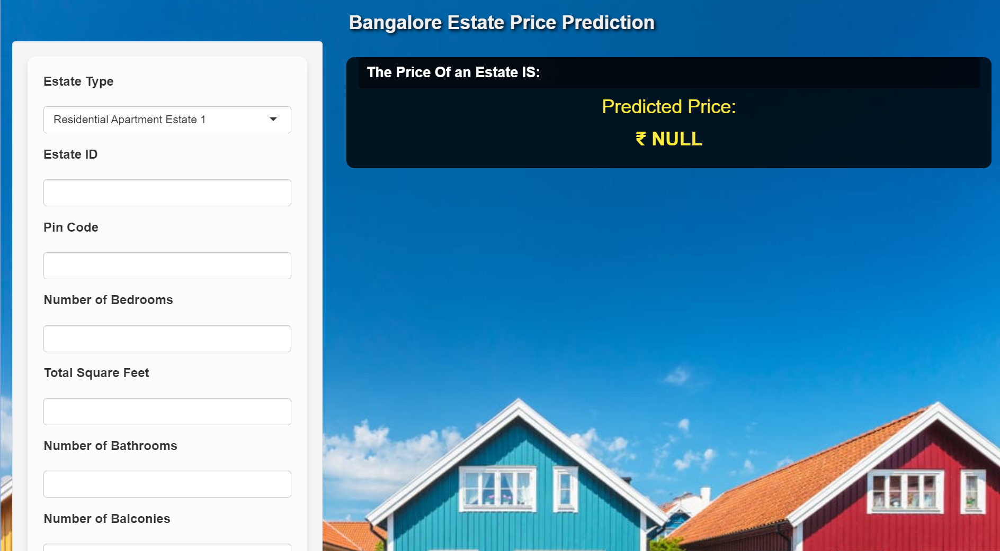 Bangalore Estate Price Prediction
Estate Type
Residential Apartment Estate 1
Estate ID
Pin Code
Number of Bedrooms
Total Square Feet
Number of Bathrooms
Number of Balconies
The Price Of an Estate IS:
Predicted Price:
₹ NULL